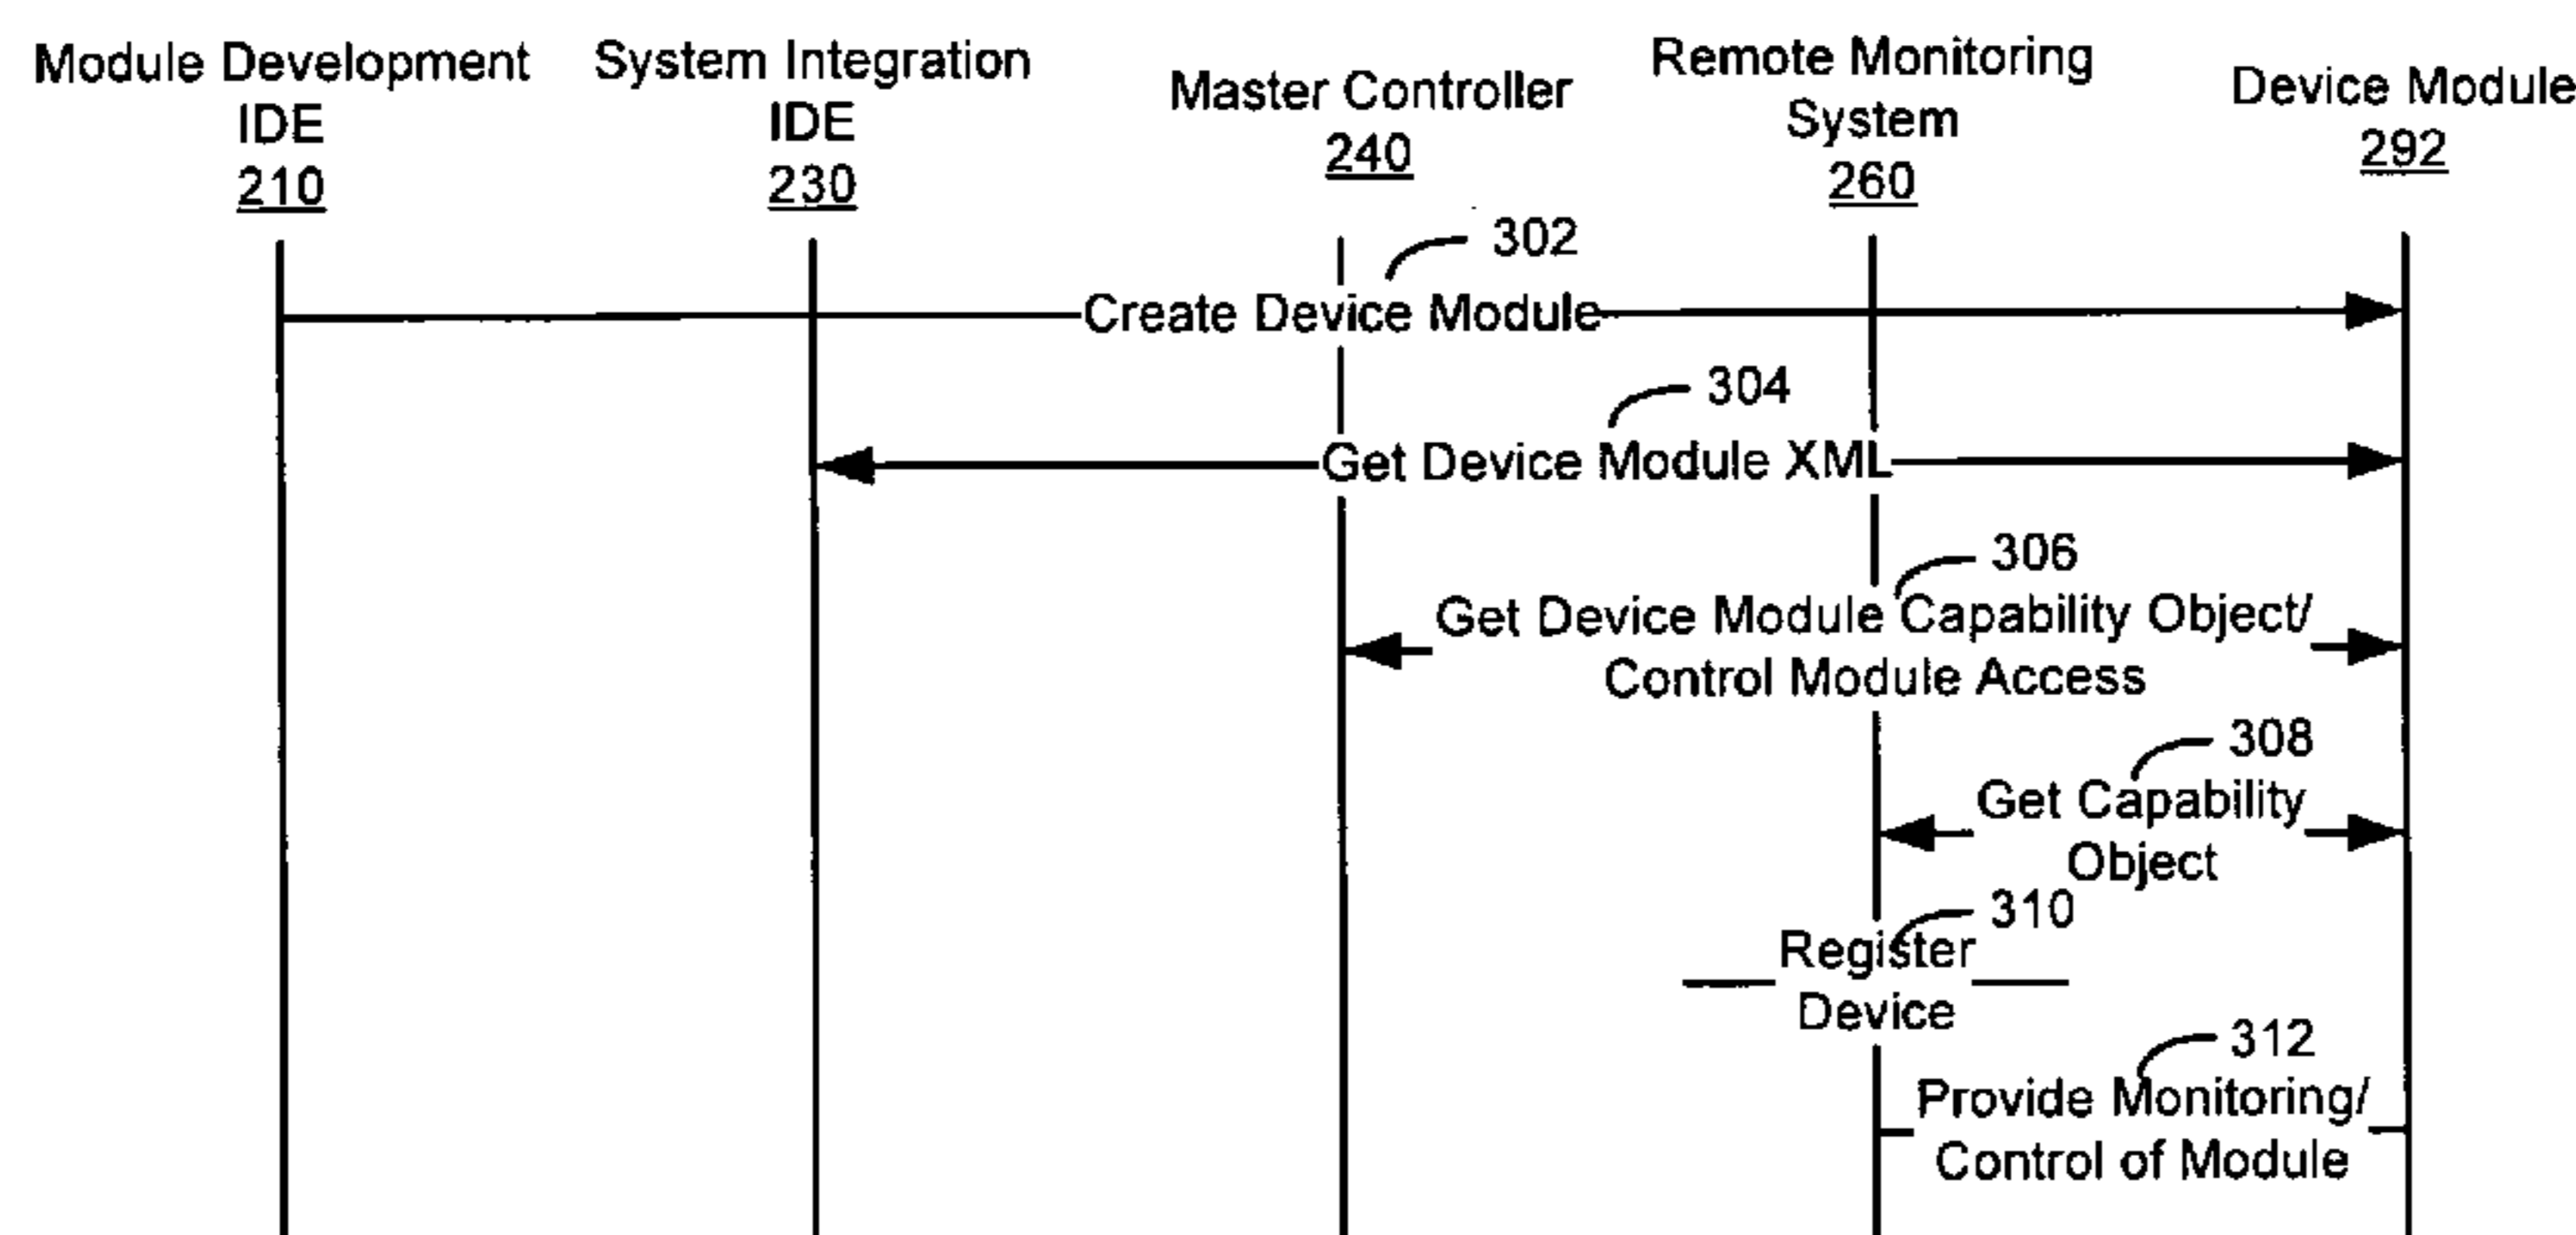 Module Development
IDE
210
System Integration
IDE
230
Master Controller
240
Remote Monitoring
System
260
Device Module
292
302
Create Device Module
304
Get Device Module XML
306
Get Device Module Capability Object/
Control Module Access
308
Get Capability
Object
310
Register
Device
312
Provide Monitoring/
Control of Module